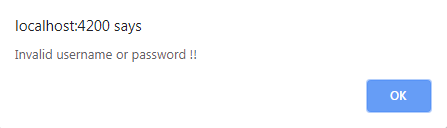 localhost:4200 says
Invalid username or password !!
OK